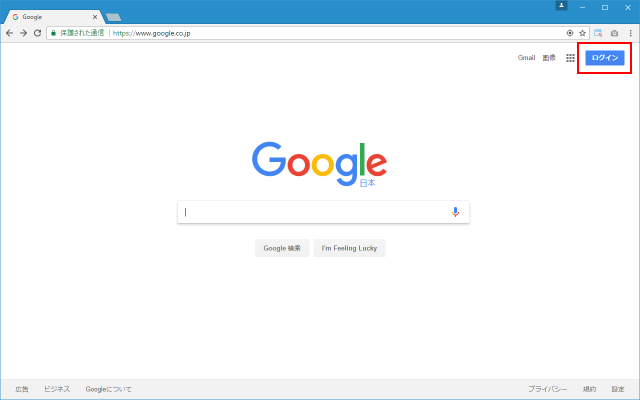 Google
保護された通信 | https://www.google.co.jp
Gmail 画像 ログイン
Google
日本
Google 検索 I'm Feeling Lucky
広告 ビジネス Googleについて プライバシー 規約 設定